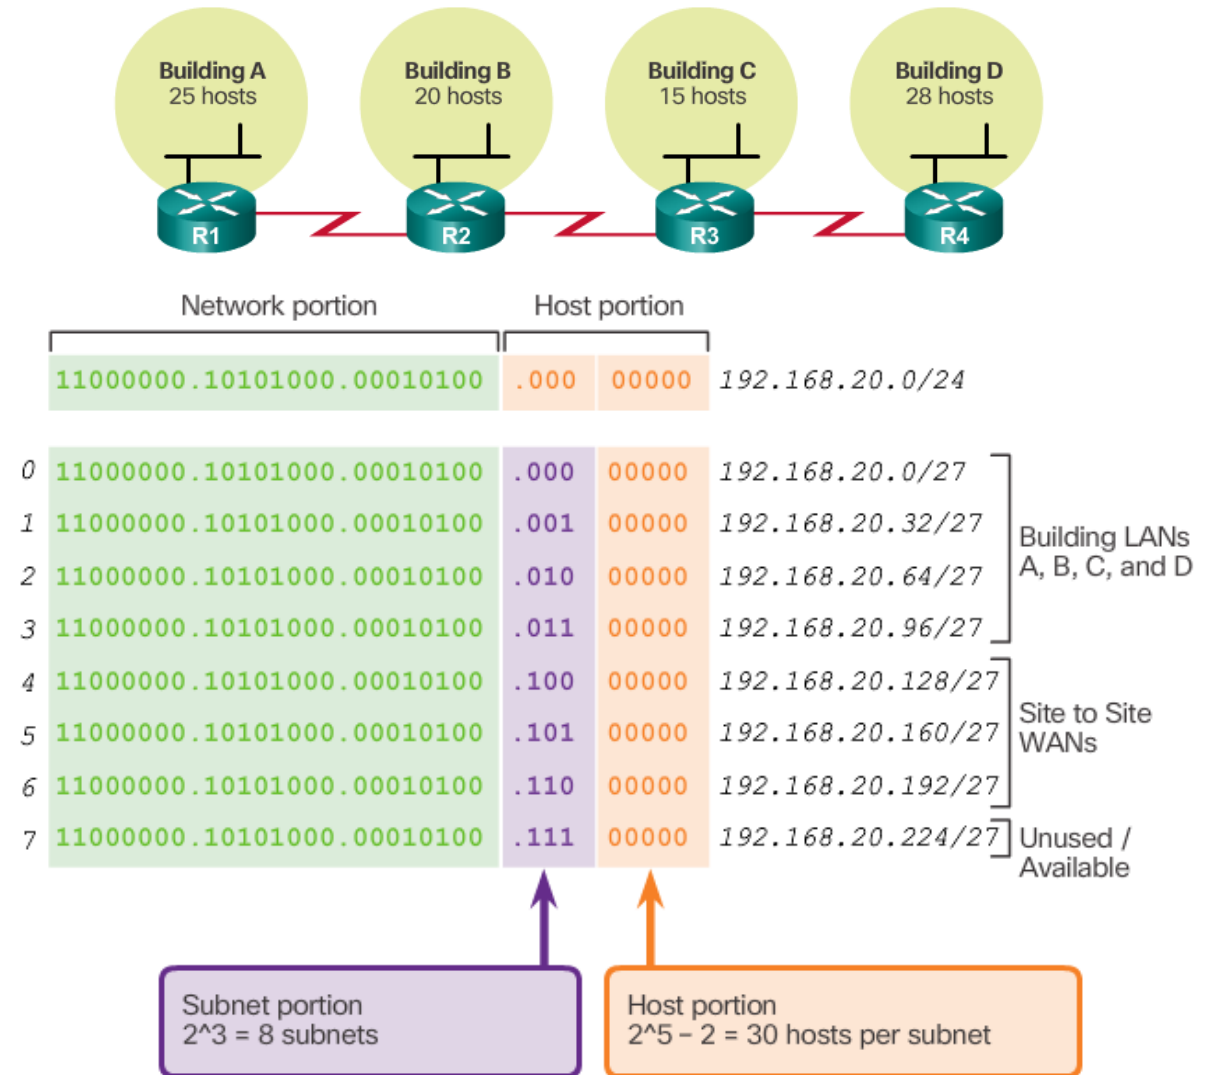 Building A
25 hosts
Building B
20 hosts
Building C
15 hosts
Building D
28 hosts
R1
R2
R3
R4
Network portion
Host portion
11000000.10101000.00010100 .000 00000 192.168.20.0/24
0 11000000.10101000.00010100 .000 00000 192.168.20.0/27
1 11000000.10101000.00010100 .001 00000 192.168.20.32/27
2 11000000.10101000.00010100 .010 00000 192.168.20.64/27
3 11000000.10101000.00010100 .011 00000 192.168.20.96/27
Building LANs
A, B, C, and D
4 11000000.10101000.00010100 .100 00000 192.168.20.128/27
5 11000000.10101000.00010100 .101 00000 192.168.20.160/27
6 11000000.10101000.00010100 .110 00000 192.168.20.192/27
Site to Site
WANs
7 11000000.10101000.00010100 .111 00000 192.168.20.224/27
Unused /
Available
Subnet portion
2^3 = 8 subnets
Host portion
2^5 – 2 = 30 hosts per subnet